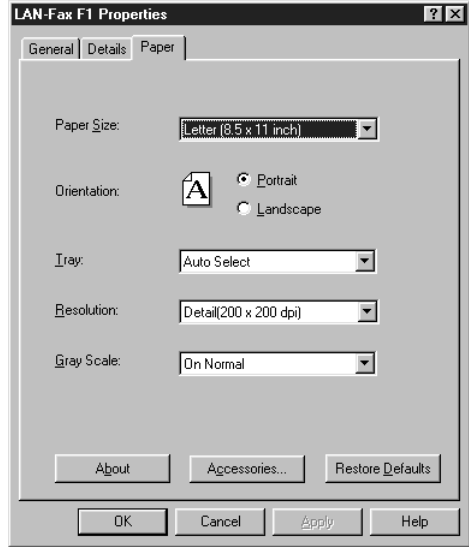 LAN-Fax F1 Properties
General Details Paper
Paper Size: Letter (8.5 x 11 inch)
Orientation: A Portrait
Landscape
Tray: Auto Select
Resolution: Detail(200 x 200 dpi)
Gray Scale: On Normal
About Accessories... Restore Defaults
OK Cancel Apply Help